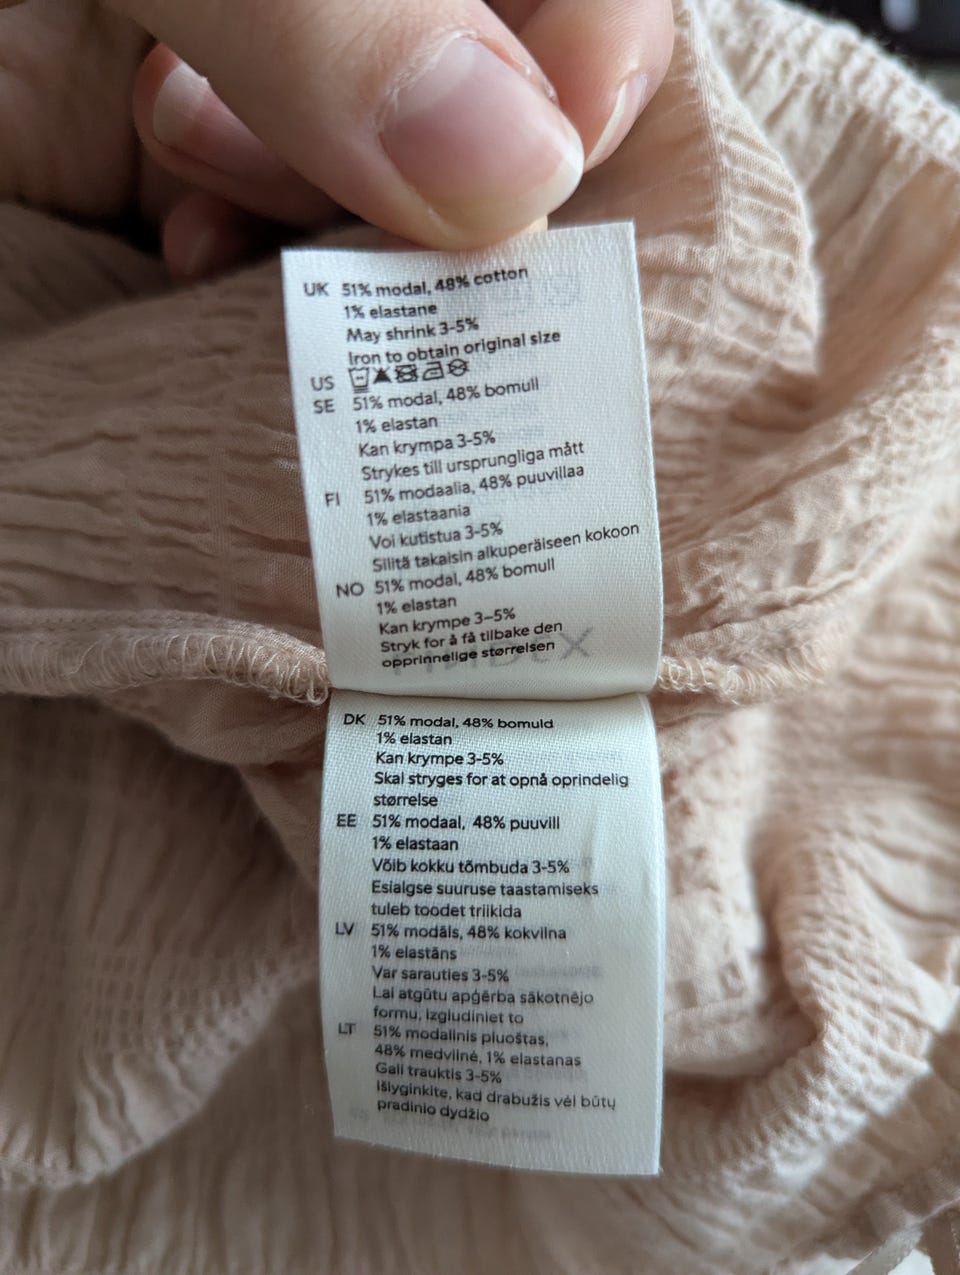 UK 51% modal, 48% cotton
1% elastane
May shrink 3-5%
Iron to obtain original size
US
SE 51% modal, 48% bomull
1% elastan
Kan krympa 3-5%
Strykes till ursprungliga mått
FI 51% modaalia, 48% puuvillaa
1% elastaania
Voi kutistua 3-5%
Silitä takaisin alkuperäiseen kokoon
NO 51% modal, 48% bomull
1% elastan
Kan krympe 3–5%
Stryk for å få tilbake den
opprinnelige størrelsen
DK 51% modal, 48% bomuld
1% elastan
Kan krympe 3-5%
Skal stryges for at opnå oprindelig
størrelse
EE 51% modaal, 48% puuvill
1% elastaan
Võib kokku tõmbuda 3-5%
Esialgse suuruse taastamiseks
tuleb toodet triikida
LV 51% modāls, 48% kokvilna
1% elastāns
Var sarauties 3-5%
Lai atgūtu apģērba sākotnējo
formu, izgludiniet to
LT 51% modalinis pluoštas,
48% medvilnė, 1% elastanas
Gali trauktis 3-5%
Išlyginkite, kad drabužis vėl būtų
pradinio dydžio